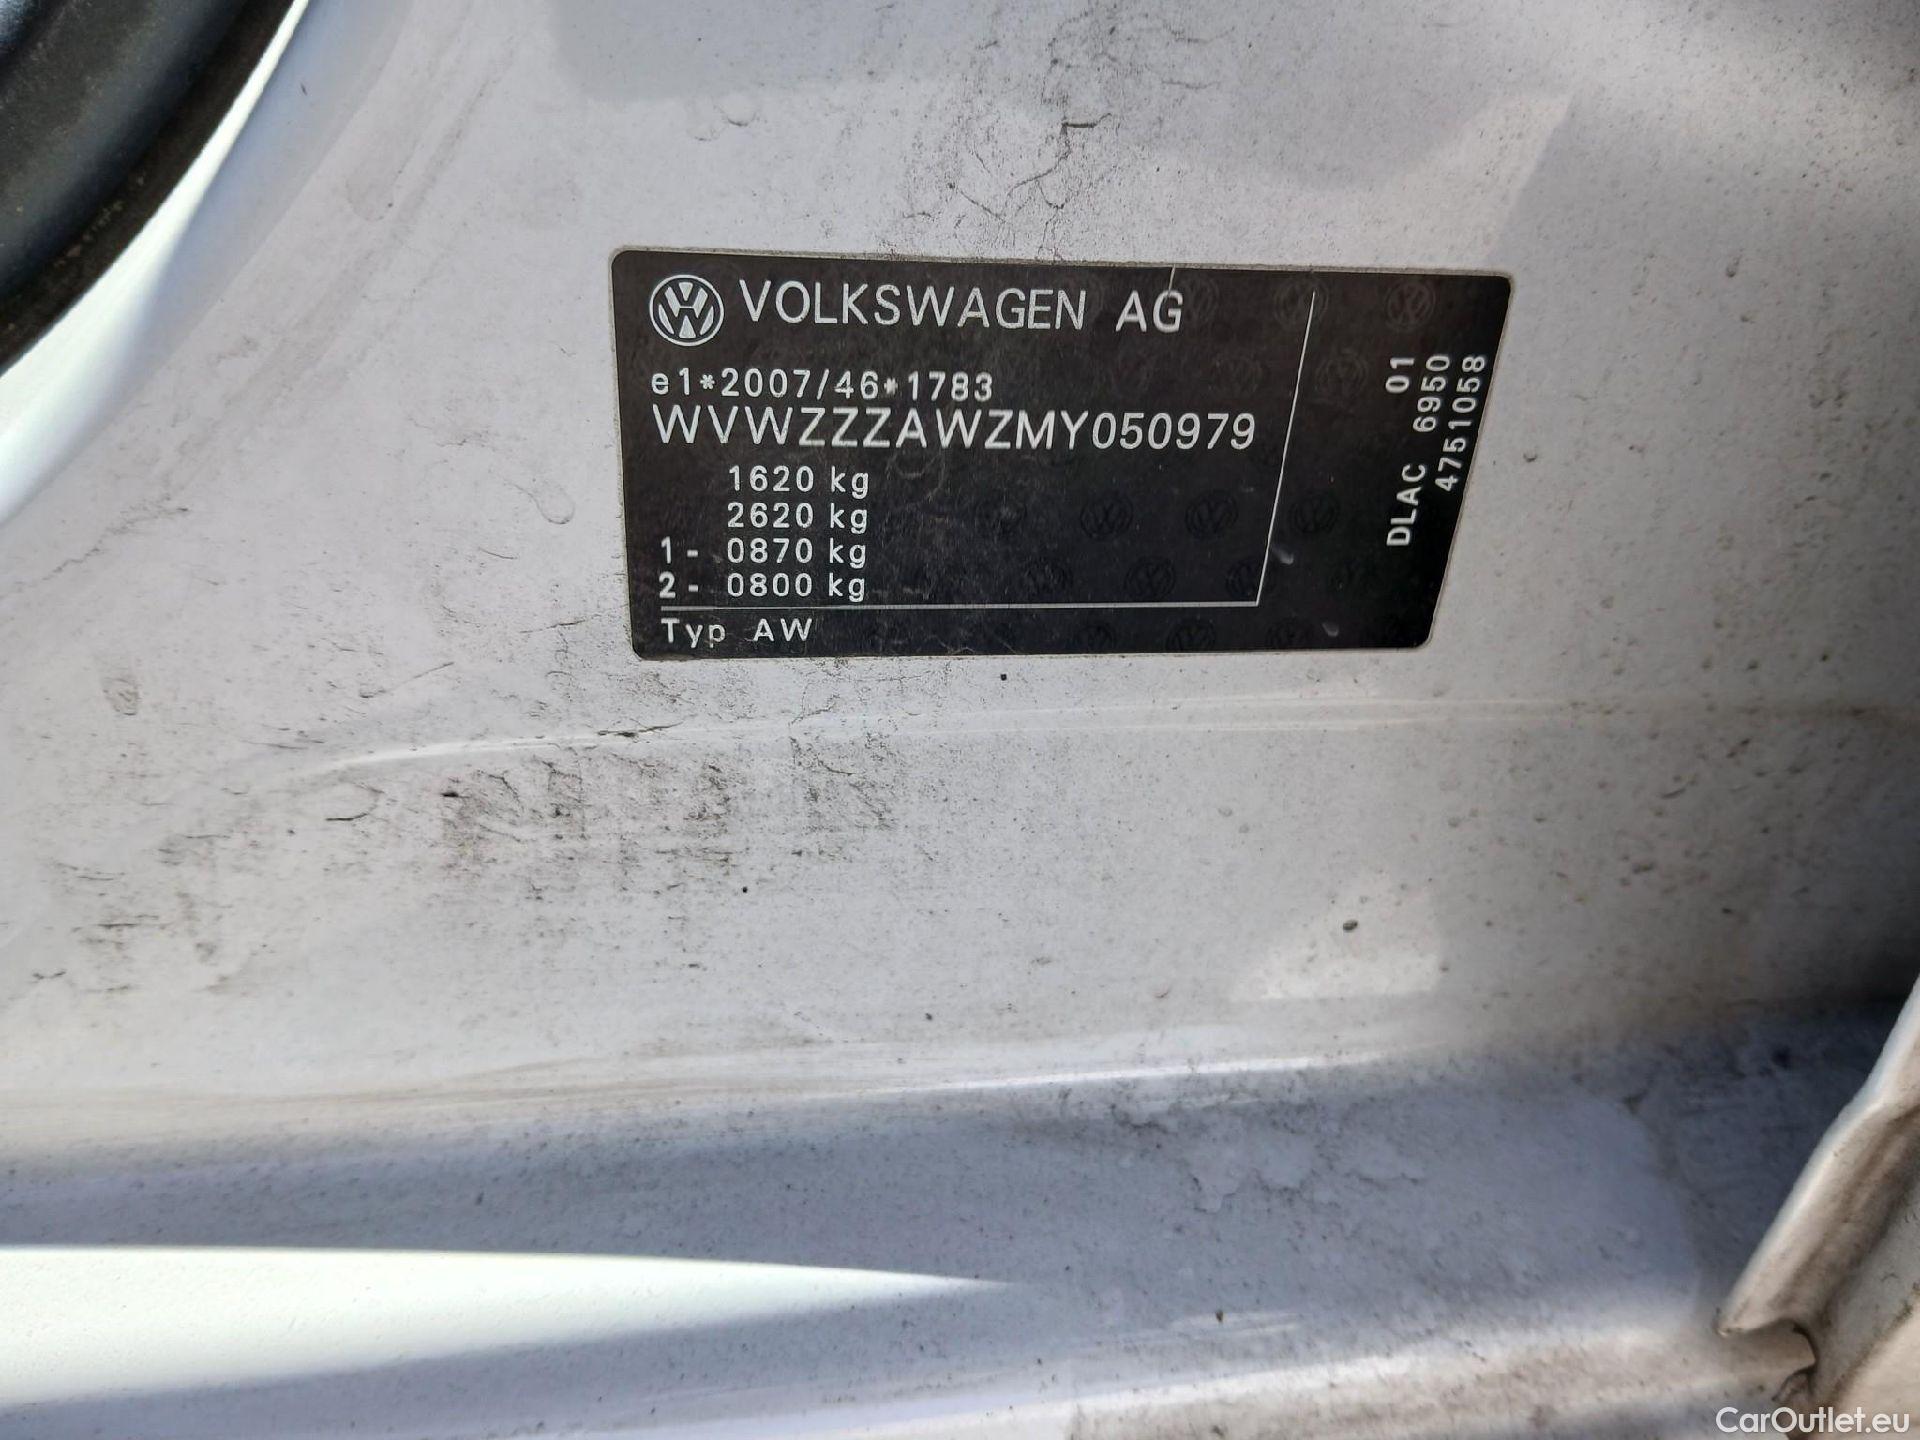 VOLKSWAGEN AG
e1*2007/46*1783
WVWZZZAWZMY050979
1620 kg
2620 kg
1- 0870 kg
2- 0800 kg
Typ AW
DLAC 6950 01
4751058
CarOutlet.eu